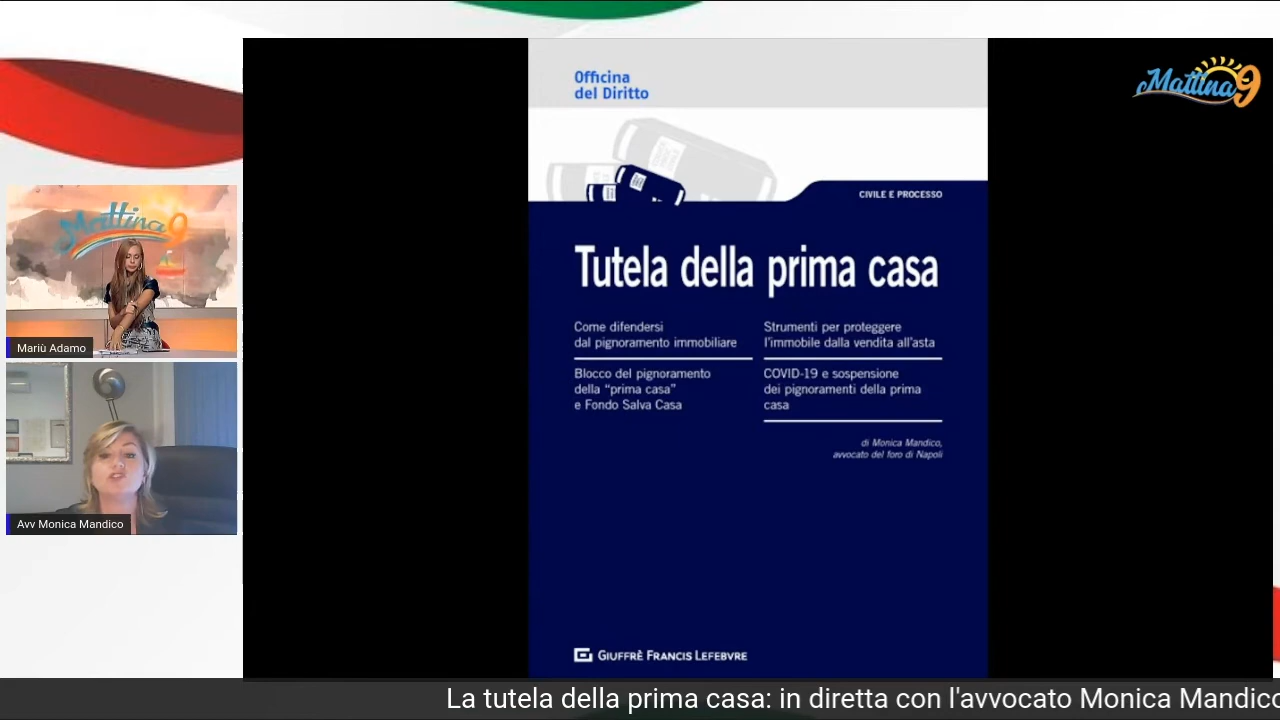 Mattina9
Officina
del Diritto
CIVILE E PROCESSO
Tutela della prima casa
Come difendersi
dal pignoramento immobiliare
Strumenti per proteggere
l'immobile dalla vendita all'asta
Blocco del pignoramento
della "prima casa"
e Fondo Salva Casa
COVID-19 e sospensione
dei pignoramenti della prima
casa
di Monica Mandico,
avvocato del foro di Napoli
GIUFFRÈ FRANCIS LEFEBVRE
Mattina9
Mariù Adamo
Avv Monica Mandico
La tutela della prima casa: in diretta con l'avvocato Monica Mandico